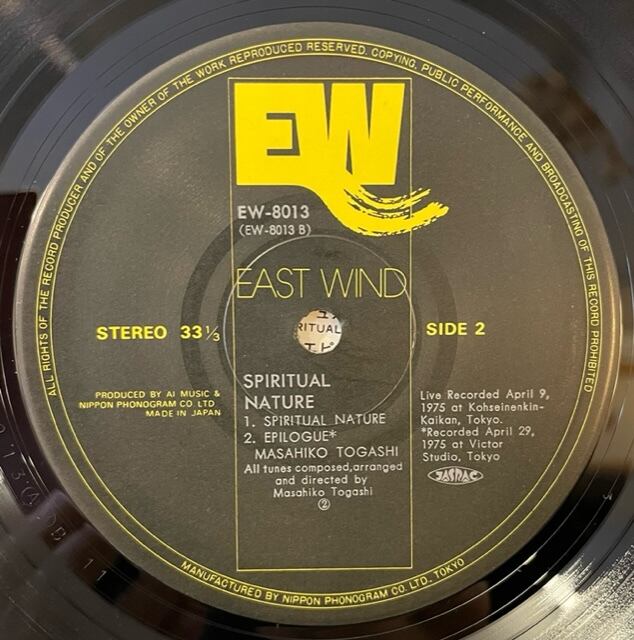 ALL RIGHTS OF THE RECORD PRODUCER AND OF THE OWNER OF THE WORK REPRODUCED RESERVED. COPYING, PUBLIC PERFORMANCE AND BROADCASTING OF THIS RECORD PROHIBITED
EW
EW-8013
(EW-8013 B)
EAST WIND
RITUAL
エピ
STEREO 33⅓
SIDE 2
SPIRITUAL
NATURE
1. SPIRITUAL NATURE
2. EPILOGUE*
MASAHIKO TOGASHI
All tunes composed,arranged
and directed by
Masahiko Togashi
②
PRODUCED BY AI MUSIC &
NIPPON PHONOGRAM CO. LTD.
MADE IN JAPAN
Live Recorded April 9,
1975 at Kohseinenkin-
Kaikan, Tokyo.
*Recorded April 29,
1975 at Victor
Studio, Tokyo
JASRAC
MANUFACTURED BY NIPPON PHONOGRAM CO. LTD. TOKYO